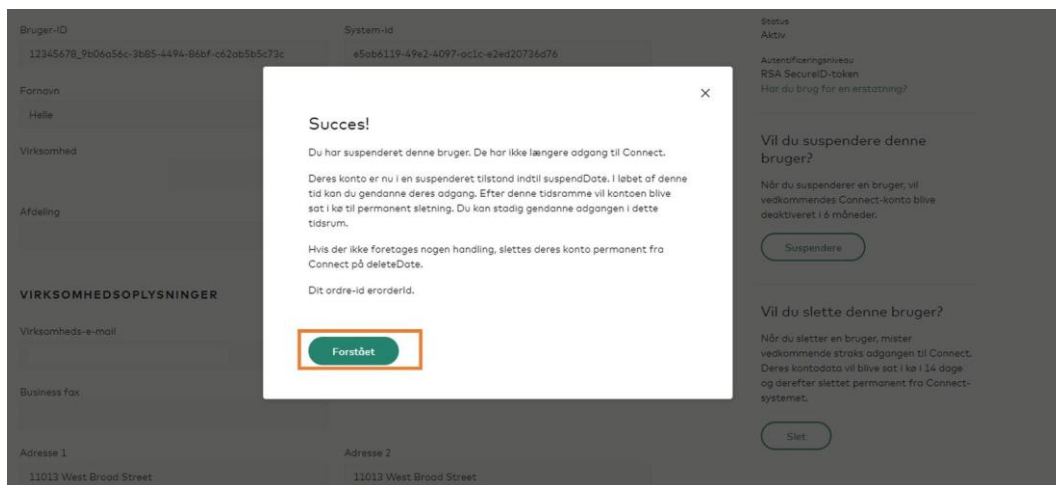 Bruger-ID
System-Id
12345678_9b06a56c-3b85-4494-86bf-c62ab5b5c73c
e5ab6119-49e2-4097-ac1c-e2ed20736d76
Fornavn
Helle
Virksomhed
Afdeling
VIRKSOMHEDSOPLYSNINGER
Virksomheds-e-mail
Business fax
Adresse 1
Adresse 2
11013 West Broad Street
11013 West Broad Street
Succes!
Du har suspenderet denne bruger. De har ikke længere adgang til Connect.
Deres konto er nu i en suspenderet tilstand indtil suspendDate. I løbet af denne
tid kan du gendanne deres adgang. Efter denne tidsramme vil kontoen blive
sat i kø til permanent sletning. Du kan stadig gendanne adgangen i dette
tidsrum.
Hvis der ikke foretages nogen handling, slettes deres konto permanent fra
Connect på deleteDate.
Dit ordre-id erorderId.
Forstået
Status
Aktiv
Autentificeringsniveau
RSA SecureID-token
Har du brug for en erstatning?
Vil du suspendere denne
bruger?
Når du suspenderer en bruger, vil
vedkommendes Connect-konto blive
deaktiveret i 6 måneder.
Suspendere
Vil du slette denne bruger?
Når du sletter en bruger, mister
vedkommende straks adgangen til Connect.
Deres kontodata vil blive sat i kø i 14 dage
og derefter slettet permanent fra Connect-
systemet.
Slet